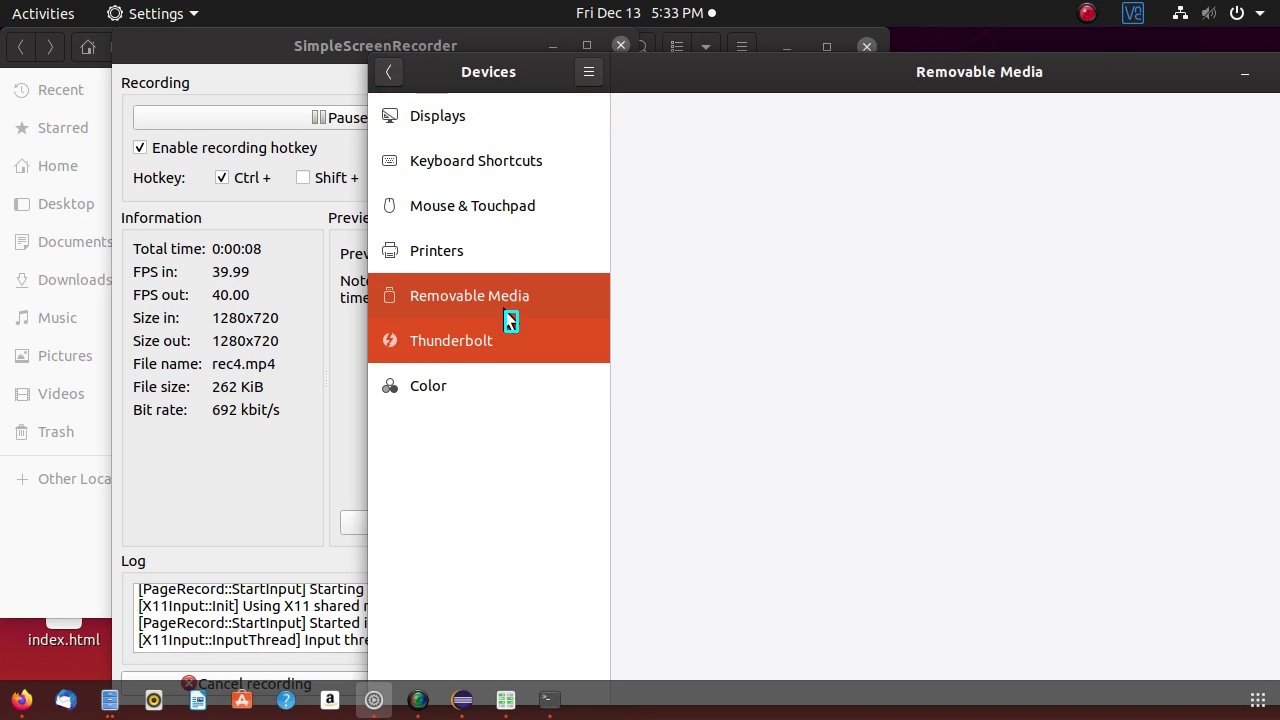 Activities
Settings
Fri Dec 13 5:33 PM
SimpleScreenRecorder
Devices
Removable Media
Recent
Starred
Home
Desktop
Documents
Downloads
Music
Pictures
Videos
Trash
Other Loca
index.html
Recording
Pause
Enable recording hotkey
Hotkey: Ctrl + Shift +
Information
Total time: 0:00:08
FPS in: 39.99
FPS out: 40.00
Size in: 1280x720
Size out: 1280x720
File name: rec4.mp4
File size: 262 KiB
Bit rate: 692 kbit/s
Previe
Prev
Note
time
Log
[PageRecord::StartInput] Starting
[X11Input::Init] Using X11 shared
[PageRecord::StartInput] Started i
[X11Input::InputThread] Input thre
Cancel recording
Displays
Keyboard Shortcuts
Mouse & Touchpad
Printers
Removable Media
Thunderbolt
Color